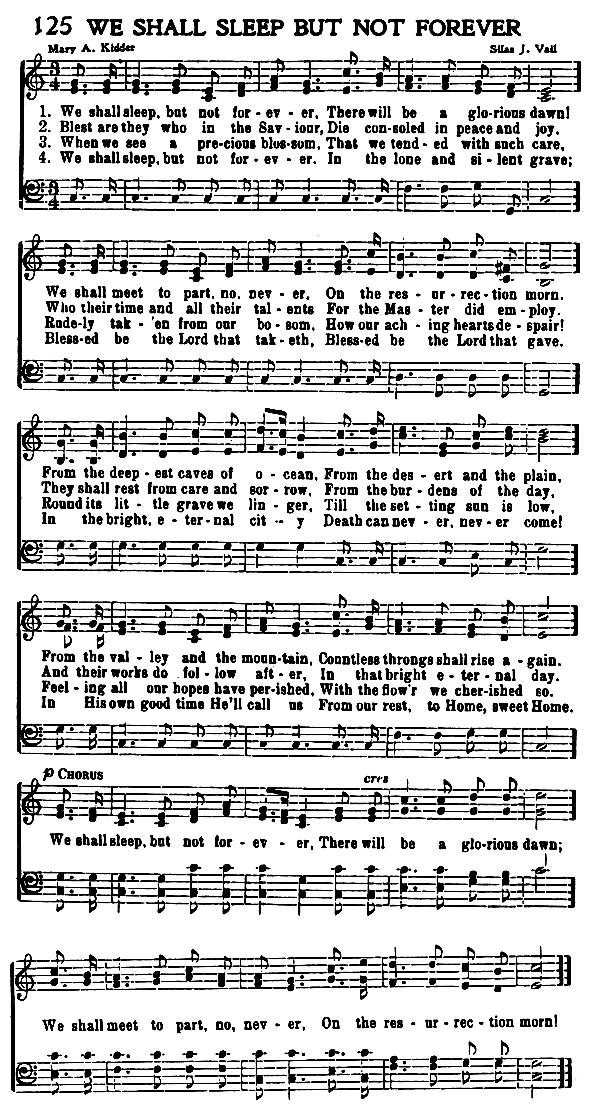 125 WE SHALL SLEEP BUT NOT FOREVER
Mary A. Kidder Silas J. Vail
3 4
1. We shall sleep, but not for - ev - er, There will be a glo-rious dawn!
2. Blest are they who in the Sav - iour, Die con-soled in peace and joy,
3. When we see a pre-cious blos-som, That we tend - ed with such care,
4. We shall sleep, but not for - ev - er. In the lone and si - lent grave;
3 4
We shall meet to part, no, nev - er, On the res - ur - rec - tion morn.
Who their time and all their tal - ents For the Mas - ter did em - ploy.
Rude-ly tak - 'en from our bo - som, How our ach - ing hearts de - spair!
Bless-ed be the Lord that tak - eth, Bless-ed be the Lord that gave.
From the deep - est caves of o - cean, From the des - ert and the plain,
They shall rest from care and sor - row, From the bur - dens of the day,
Round its lit - tle grave we lin - ger, Till the set - ting sun is low,
In the bright, e - ter - nal cit - y Death can nev - er, nev - er come!
From the val - ley and the moun-tain, Countless throngs shall rise a - gain.
And their works do fol - low aft - er, In that bright e - ter - nal day.
Feel - ing all our hopes have per-ished, With the flow'r we cher-ished so.
In His own good time He'll call us From our rest, to Home, sweet Home.
p CHORUS cres
We shall sleep, but not for - ev - er, There will be a glo-rious dawn;
We shall meet to part, no, nev - er, On the res - ur - rec - tion morn!